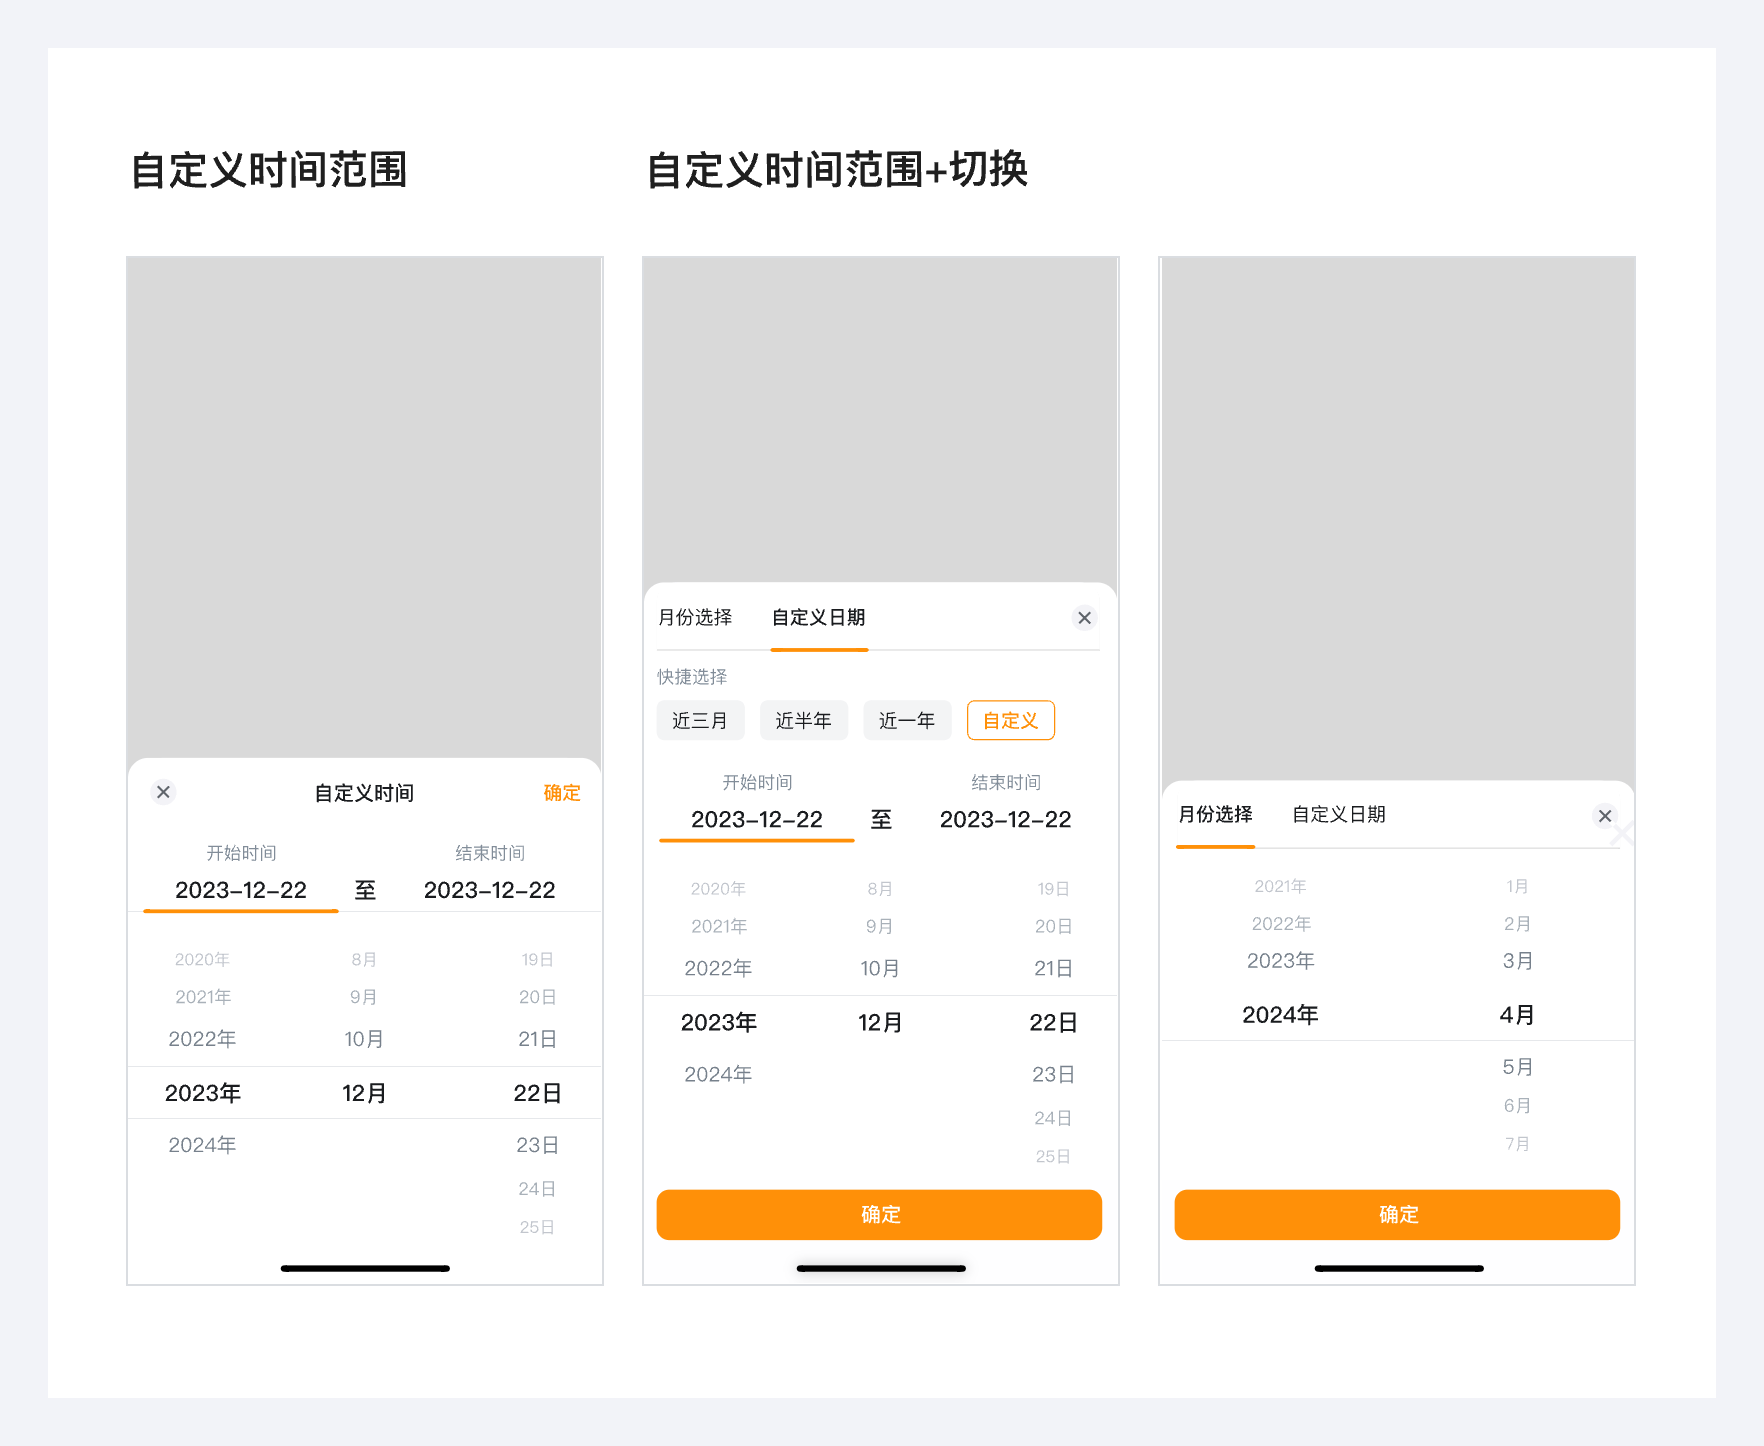 自定义时间范围
自定义时间范围+切换
自定义时间
确定
开始时间
结束时间
2023-12-22
至
2023-12-22
2020年 8月 19日
2021年 9月 20日
2022年 10月 21日
2023年 12月 22日
2024年 23日
24日
25日
月份选择 自定义日期
快捷选择
近三月 近半年 近一年 自定义
开始时间 结束时间
2023-12-22 至 2023-12-22
2020年 8月 19日
2021年 9月 20日
2022年 10月 21日
2023年 12月 22日
2024年 23日
24日
25日
确定
月份选择 自定义日期
2021年 1月
2022年 2月
2023年 3月
2024年 4月
5月
6月
7月
确定